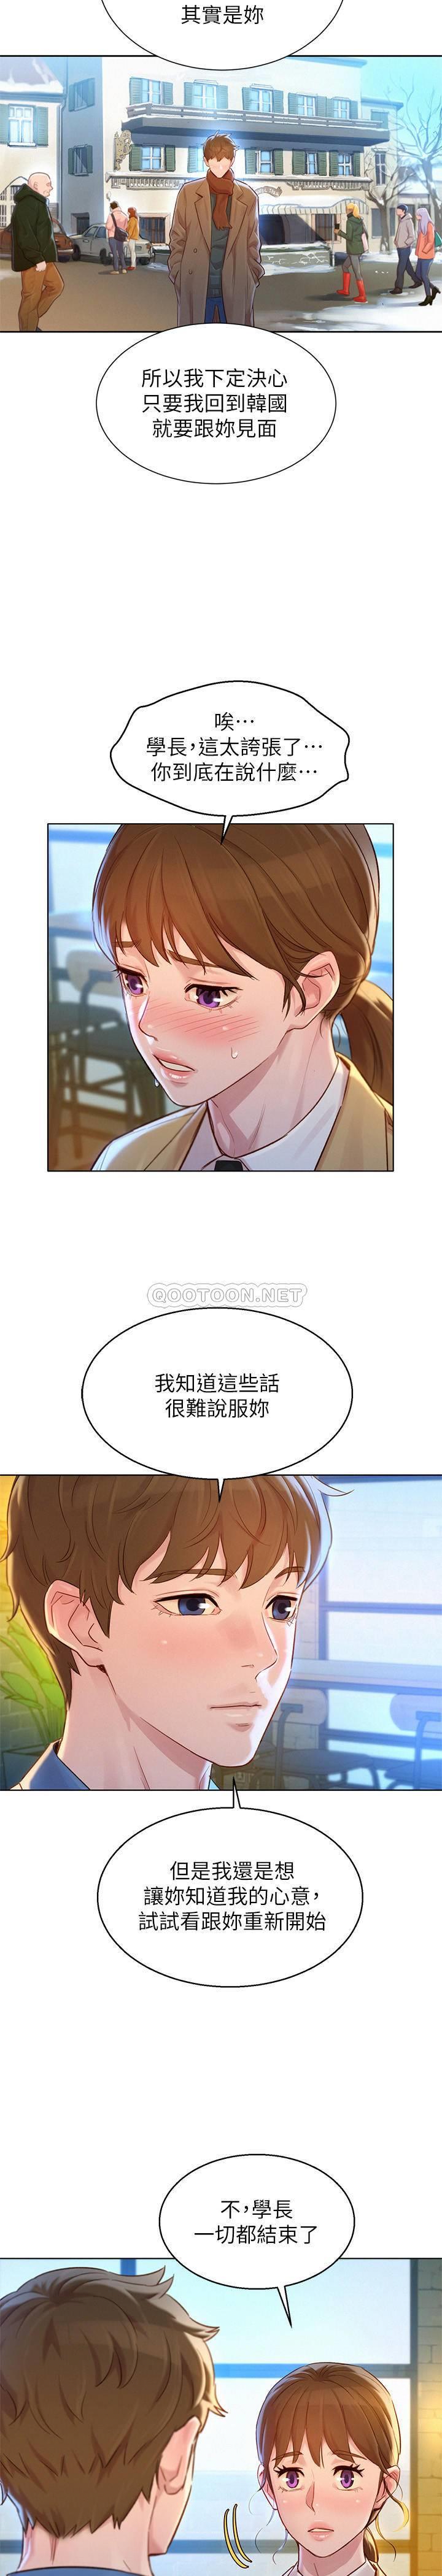 其實是妳
所以我下定決心
只要我回到韓國
就要跟妳見面
唉⋯
學長，這太誇張了⋯
你到底在說什麼⋯
QOOTOON.NET
我知道這些話
很難說服妳
但是我還是想
讓妳知道我的心意，
試試看跟妳重新開始
不，學長
一切都結束了